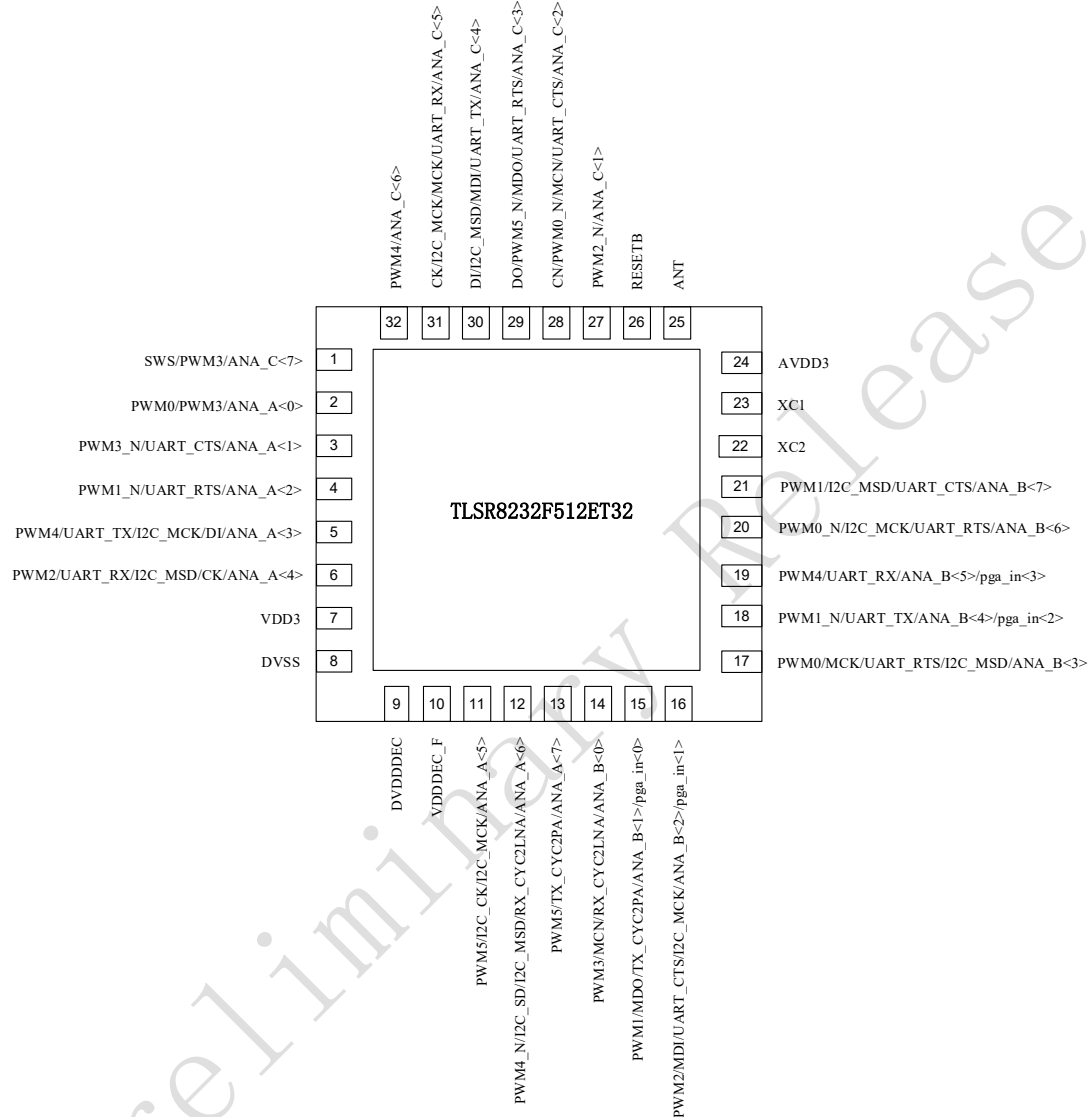 PWM4/ANA_C<6>
CK/I2C_MCK/MCK/UART_RX/ANA_C<5>
DI/I2C_MSD/MDI/UART_TX/ANA_C<4>
DO/PWM5_N/MDO/UART_RTS/ANA_C<3>
CN/PWM0_N/MCN/UART_CTS/ANA_C<2>
PWM2_N/ANA_C<1>
RESETB
ANT
32 31 30 29 28 27 26 25
SWS/PWM3/ANA_C<7> 1
PWM0/PWM3/ANA_A<0> 2
PWM3_N/UART_CTS/ANA_A<1> 3
PWM1_N/UART_RTS/ANA_A<2> 4
PWM4/UART_TX/I2C_MCK/DI/ANA_A<3> 5
PWM2/UART_RX/I2C_MSD/CK/ANA_A<4> 6
VDD3 7
DVSS 8
TLSR8232F512ET32
24 AVDD3
23 XC1
22 XC2
21 PWM1/I2C_MSD/UART_CTS/ANA_B<7>
20 PWM0_N/I2C_MCK/UART_RTS/ANA_B<6>
19 PWM4/UART_RX/ANA_B<5>/pga_in<3>
18 PWM1_N/UART_TX/ANA_B<4>/pga_in<2>
17 PWM0/MCK/UART_RTS/I2C_MSD/ANA_B<3>
9 10 11 12 13 14 15 16
DVDDDEC
VDDDEC_F
PWM5/I2C_CK/I2C_MCK/ANA_A<5>
PWM4_N/I2C_SD/I2C_MSD/RX_CYC2LNA/ANA_A<6>
PWM5/TX_CYC2PA/ANA_A<7>
PWM3/MCN/RX_CYC2LNA/ANA_B<0>
PWM1/MDO/TX_CYC2PA/ANA_B<1>/pga_in<0>
PWM2/MDI/UART_CTS/I2C_MCK/ANA_B<2>/pga_in<1>
reliminary Release